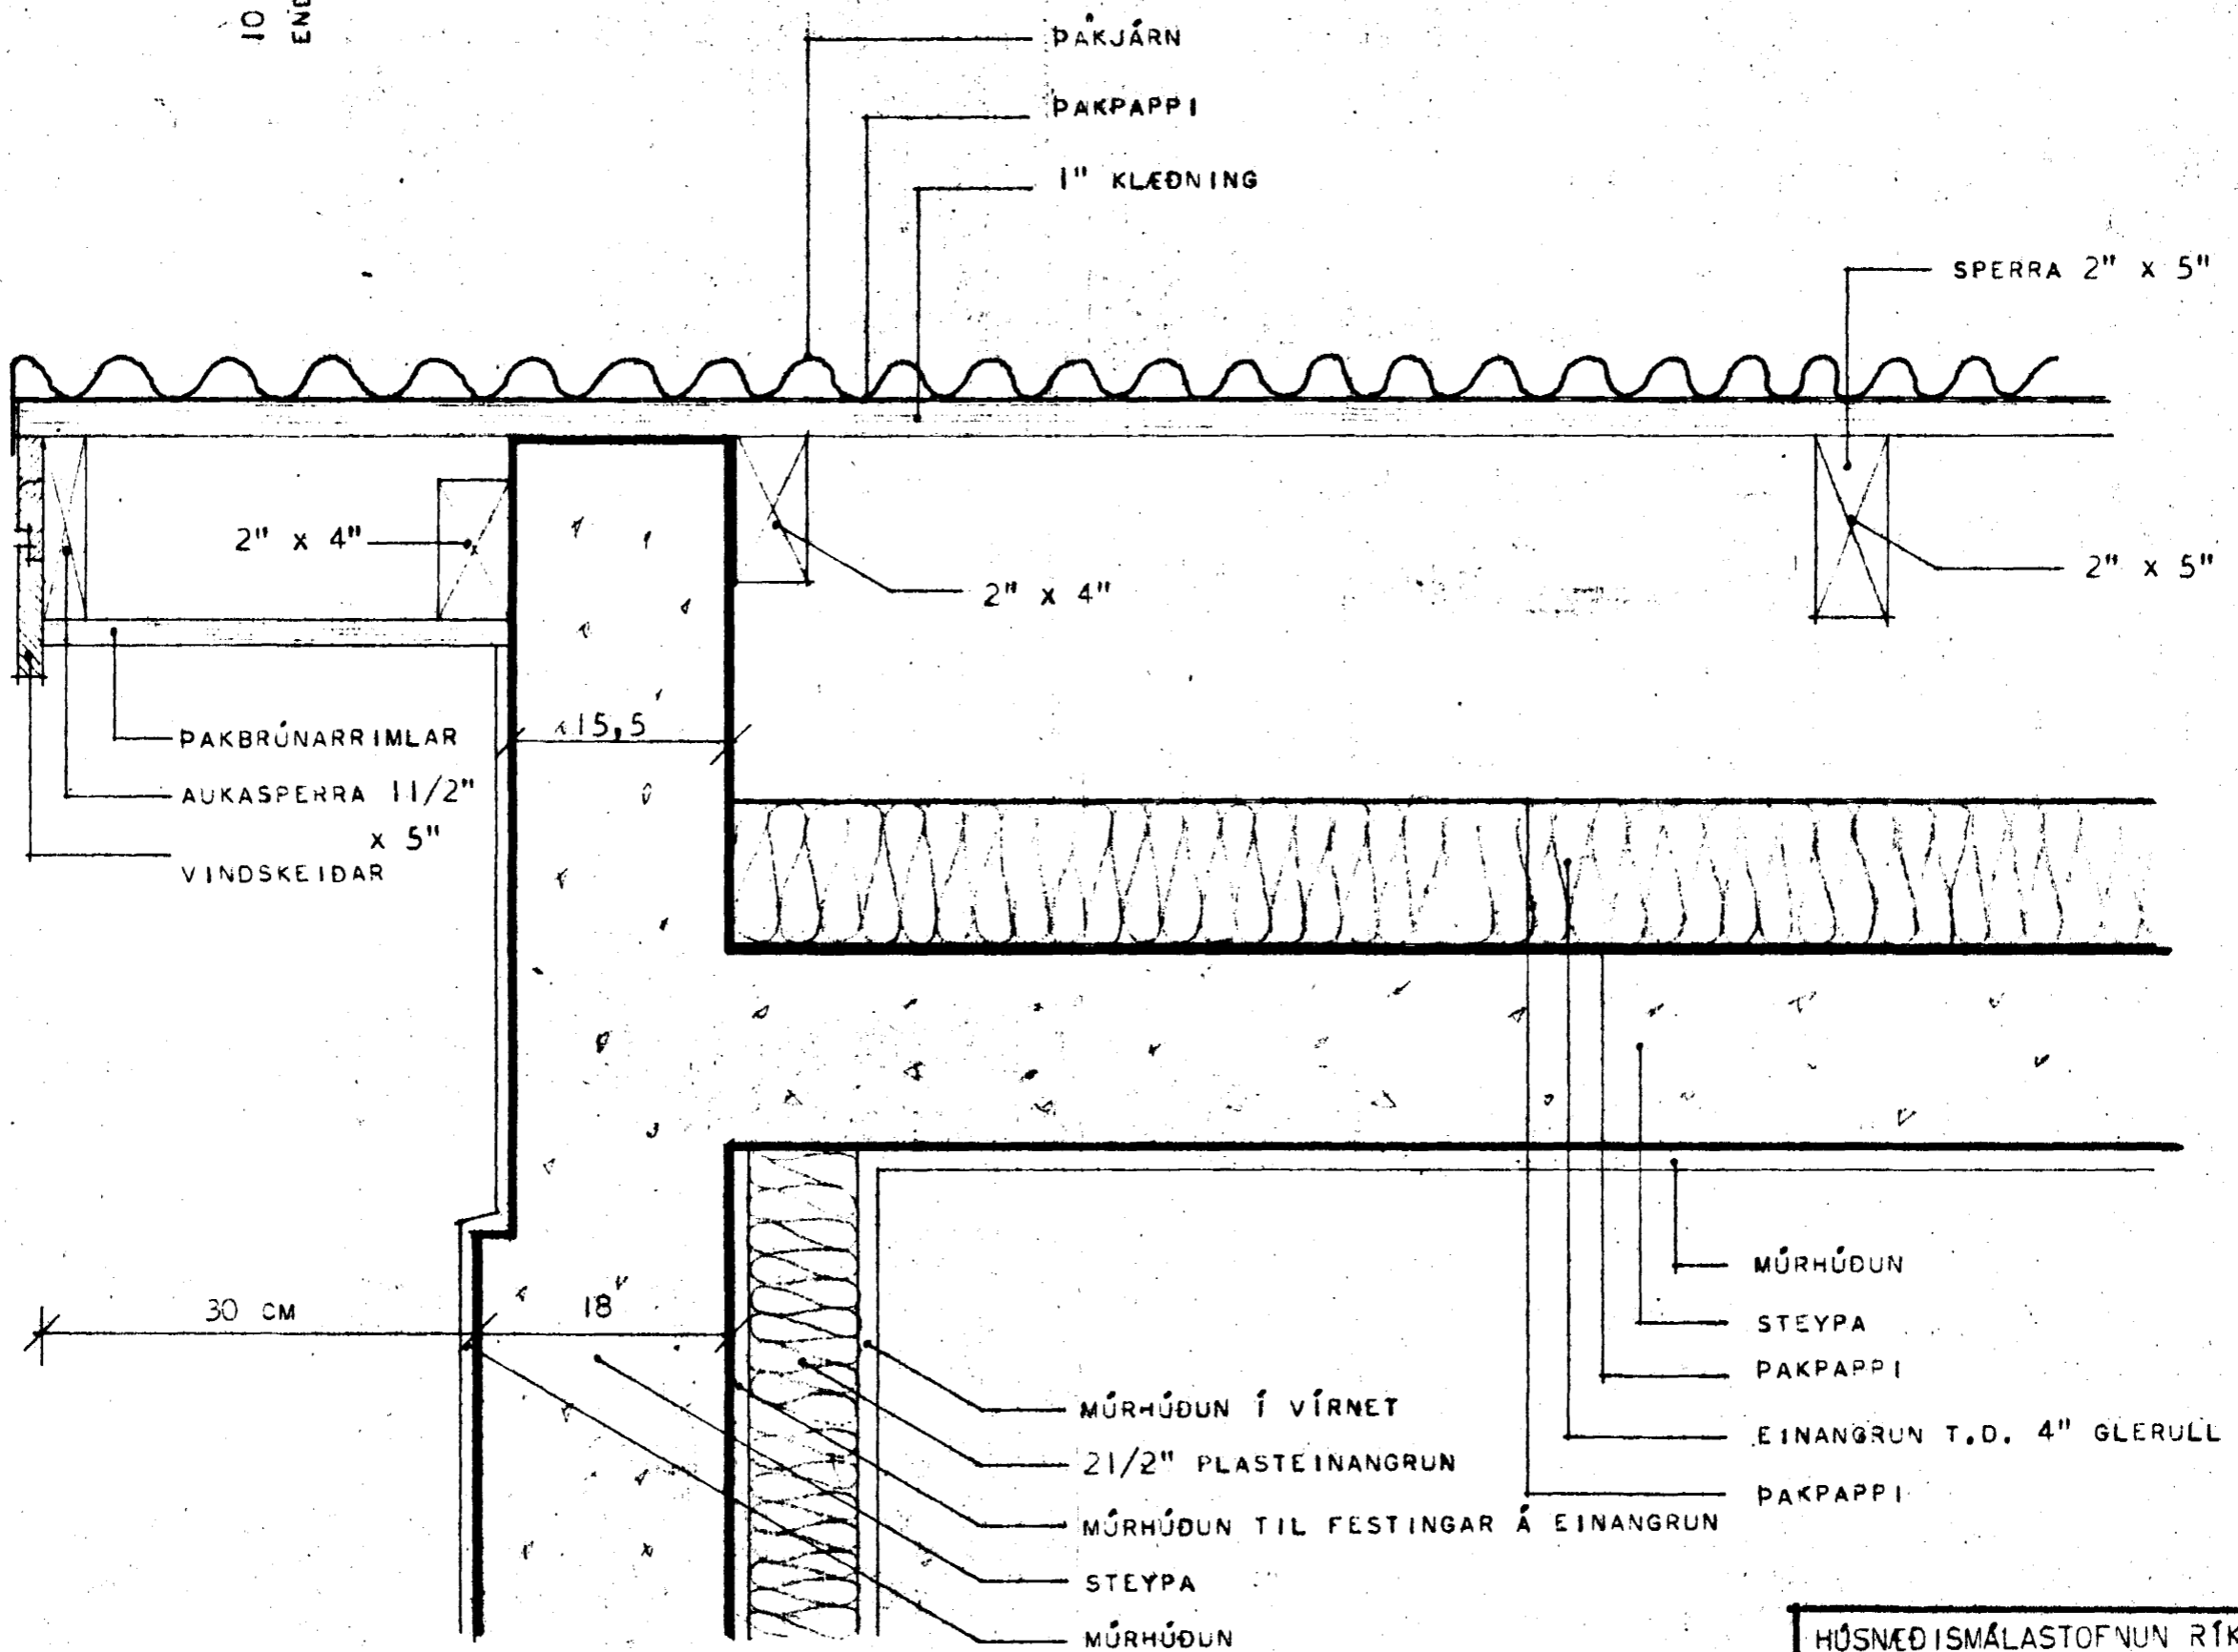 10
ÞAKJÁRN
ÞAKPAPPI
1" KLÆÐNING
SPERRA 2" x 5"
2" x 4"
2" x 4"
2" x 5"
ÞAKBRÚNARRIMLAR
AUKASPERRA 11/2"
x 5"
VINDSKEIÐAR
15,5
30 CM
18
MÚRHÚÐUN
STEYPA
ÞAKPAPPI
EINANGRUN T.D. 4" GLERULL
ÞAKPAPPI
MÚRHÚÐUN Í VÍRNET
21/2" PLASTEINANGRUN
MÚRHÚÐUN TIL FESTINGAR Á EINANGRUN
STEYPA
MÚRHÚÐUN
HÚSNÆÐISMÁLASTOFNUN